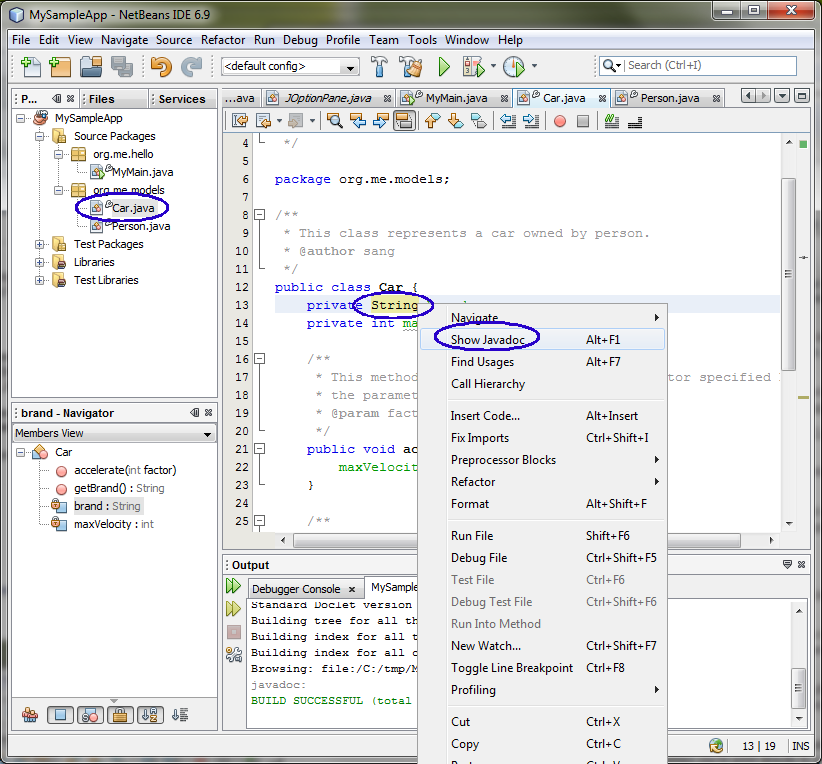 MySampleApp - NetBeans IDE 6.9
File Edit View Navigate Source Refactor Run Debug Profile Team Tools Window Help
<default config>
Search (Ctrl+I)
P... Files Services
MySampleApp
Source Packages
org.me.hello
MyMain.java
org.me.models
Car.java
Person.java
Test Packages
Libraries
Test Libraries
brand - Navigator
Members View
Car
accelerate(int factor)
getBrand() : String
brand : String
maxVelocity : int
...ava JOptionPane.java MyMain.java Car.java Person.java
4 */
5
6 package org.me.models;
7
8 /**
9 * This class represents a car owned by person.
10 * @author sang
11 */
12 public class Car {
13 private String
14 private int ma
15
16 /**
17 * This method tor specified
18 * the paramet
19 * @param fact
20 */
21 public void ac
22 maxVelocit
23 }
24
25 /**
Navigate
Show Javadoc Alt+F1
Find Usages Alt+F7
Call Hierarchy
Insert Code... Alt+Insert
Fix Imports Ctrl+Shift+I
Preprocessor Blocks
Refactor
Format Alt+Shift+F
Run File Shift+F6
Debug File Ctrl+Shift+F5
Test File Ctrl+F6
Debug Test File Ctrl+Shift+F6
Run Into Method
New Watch... Ctrl+Shift+F7
Toggle Line Breakpoint Ctrl+F8
Profiling
Cut Ctrl+X
Copy Ctrl+C
Output
Debugger Console MySample
Standard Doclet version
Building tree for all th
Building index for all t
Building index for all c
Browsing: file:/C:/tmp/M
javadoc:
BUILD SUCCESSFUL (total
13 | 19 INS